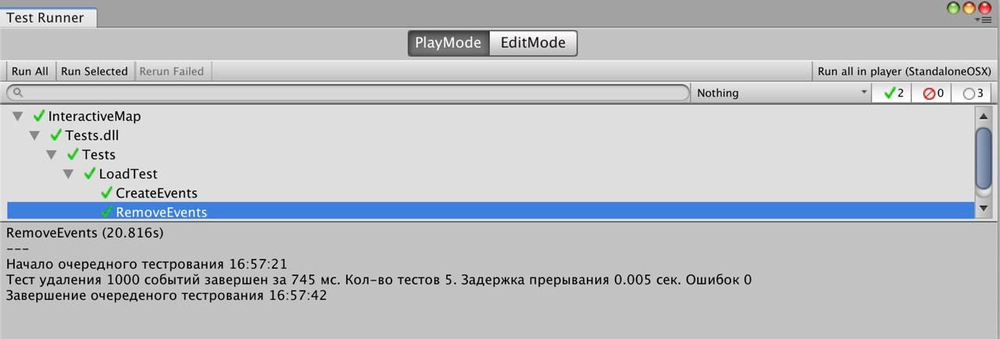 Test Runner
PlayMode EditMode
Run All Run Selected Rerun Failed Run all in player (StandaloneOSX)
Nothing 2 0 3
InteractiveMap
Tests.dll
Tests
LoadTest
CreateEvents
RemoveEvents
RemoveEvents (20.816s)
---
Начало очередного тестрования 16:57:21
Тест удаления 1000 событий завершен за 745 мс. Кол-во тестов 5. Задержка прерывания 0.005 сек. Ошибок 0
Завершение очереденого тестрования 16:57:42